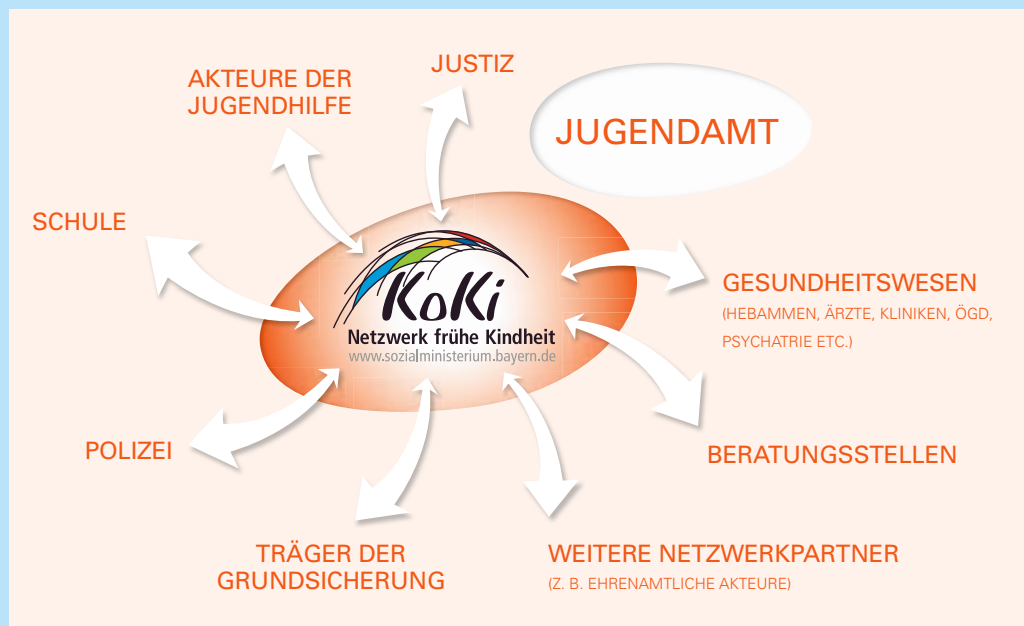 JUSTIZ
AKTEURE DER
JUGENDHILFE
JUGENDAMT
SCHULE
KoKi
Netzwerk frühe Kindheit
www.sozialministerium.bayern.de
GESUNDHEITSWESEN
(HEBAMMEN, ÄRZTE, KLINIKEN, ÖGD,
PSYCHATRIE ETC.)
POLIZEI
BERATUNGSSTELLEN
TRÄGER DER
GRUNDSICHERUNG
WEITERE NETZWERKPARTNER
(Z. B. EHRENAMTLICHE AKTEURE)